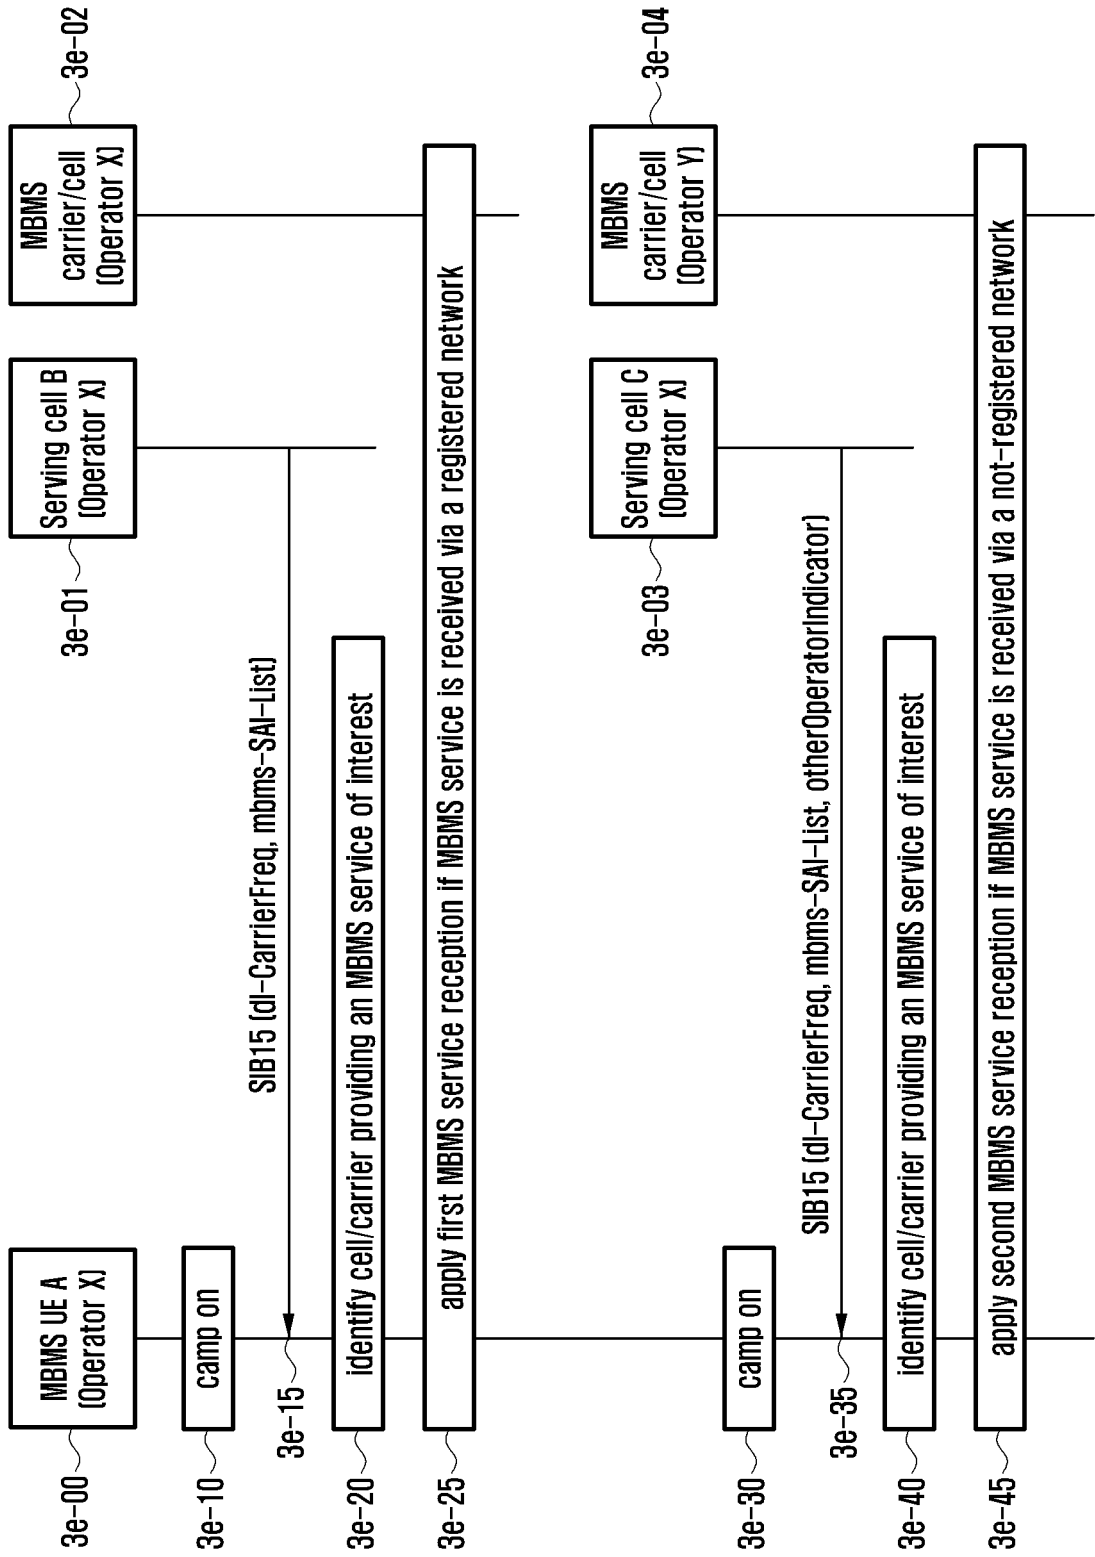 3e-00
MBMS UE A
(Operator X)
3e-01
Serving cell B
(Operator X)
MBMS
carrier/cell
(Operator X)
3e-02
3e-10
camp on
SIB15 (dl-CarrierFreq, mbms-SAI-List)
3e-15
3e-20
identify cell/carrier providing an MBMS service of interest
3e-25
apply first MBMS service reception if MBMS service is received via a registered network
3e-03
Serving cell C
(Operator X)
MBMS
carrier/cell
(Operator Y)
3e-04
3e-30
camp on
SIB15 (dl-CarrierFreq, mbms-SAI-List, otherOperatorIndicator)
3e-35
3e-40
identify cell/carrier providing an MBMS service of interest
3e-45
apply second MBMS service reception if MBMS service is received via a not-registered network